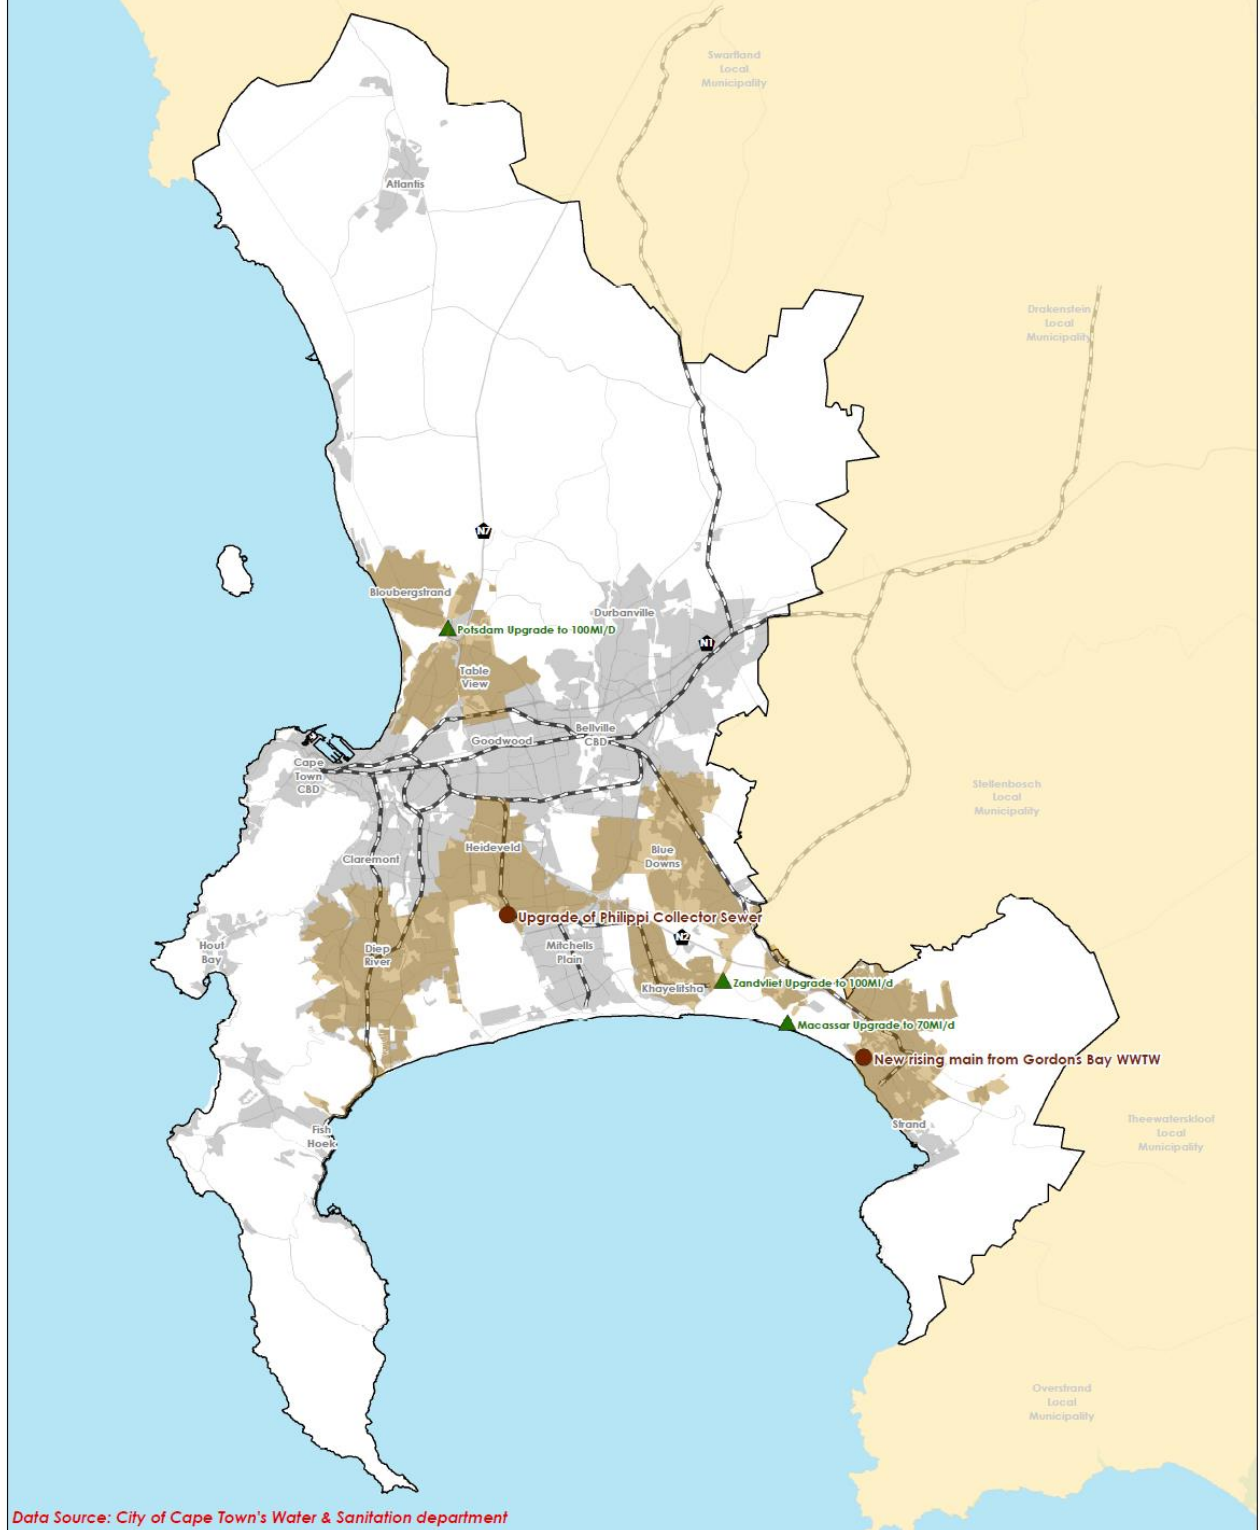 Swartland
Local
Municipality
Atlantis
Drakenstein
Local
Municipality
N7
Bloubergstrand
Durbanville
Potsdam Upgrade to 100Ml/D
N1
Table
View
Bellville
CBD
Goodwood
Cape
Town
CBD
Stellenbosch
Local
Municipality
Heideveld
Claremont
Blue
Downs
Upgrade of Philippi Collector Sewer
N2
Hout
Bay
Diep
River
Mitchells
Plain
Khayelitsha
Zandvliet Upgrade to 100Ml/d
Macassar Upgrade to 70Ml/d
New rising main from Gordons Bay WWTW
Strand
Fish
Hoek
Theewaterskloof
Local
Municipality
Overstrand
Local
Municipality
Data Source: City of Cape Town's Water & Sanitation department